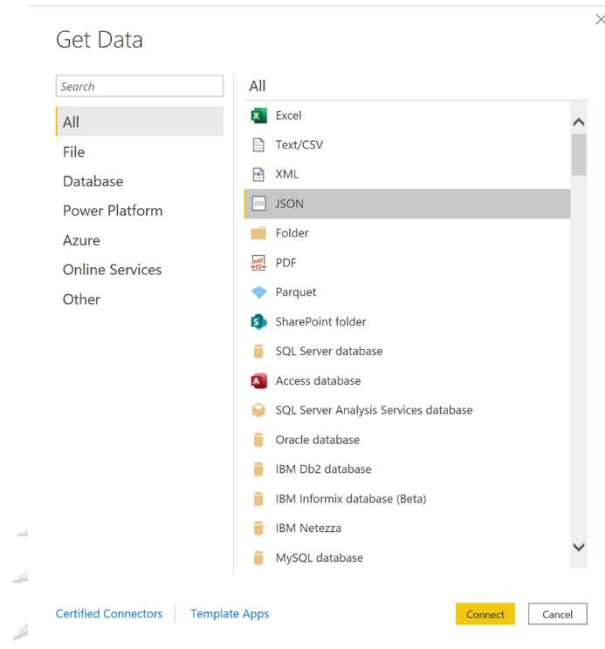 Get Data
Search
All
File
Database
Power Platform
Azure
Online Services
Other
All
Excel
Text/CSV
XML
JSON
Folder
PDF
Parquet
SharePoint folder
SQL Server database
Access database
SQL Server Analysis Services database
Oracle database
IBM Db2 database
IBM Informix database (Beta)
IBM Netezza
MySQL database
Certified Connectors
Template Apps
Connect
Cancel